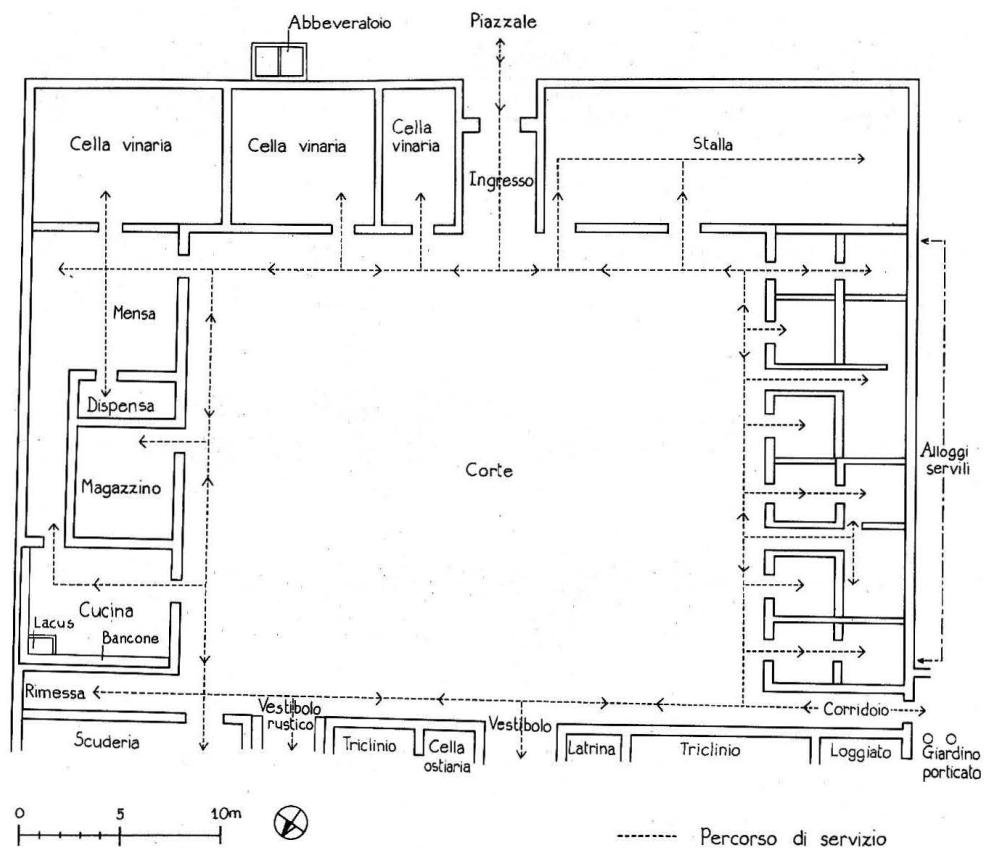 Abbeveratoio
Piazzale
Cella vinaria
Cella vinaria
Cella
vinaria
Ingresso
Stalla
Mensa
Dispensa
Magazzino
Corte
Alloggi
servili
Cucina
Lacus
Bancone
Rimessa
Vestibolo
rustico
Vestibolo
Corridoio
Scuderia
Triclinio
Cella
ostiaria
Latrina
Triclinio
Loggiato
Giardino
porticato
0 5 10m
Percorso di servizio